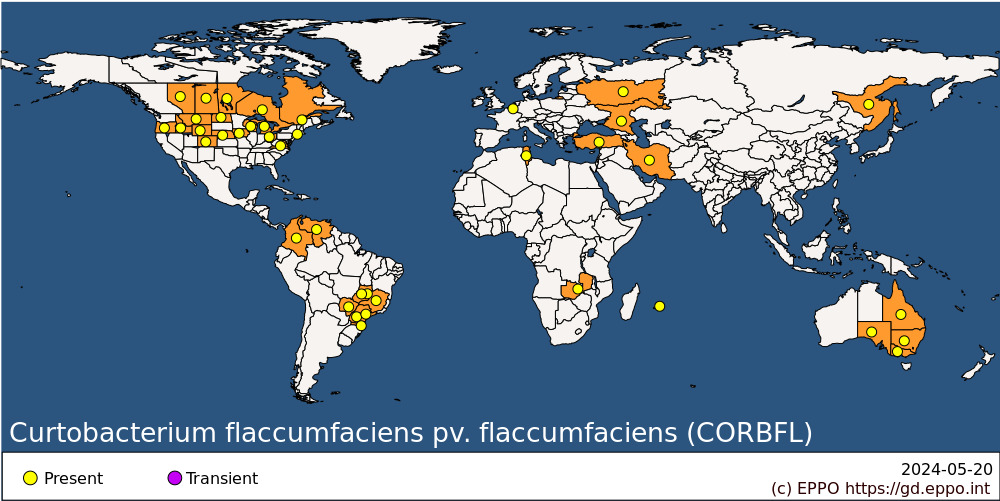 Curtobacterium flaccumfaciens pv. flaccumfaciens (CORBFL)
Present
Transient
2024-05-20
(c) EPPO https://gd.eppo.int